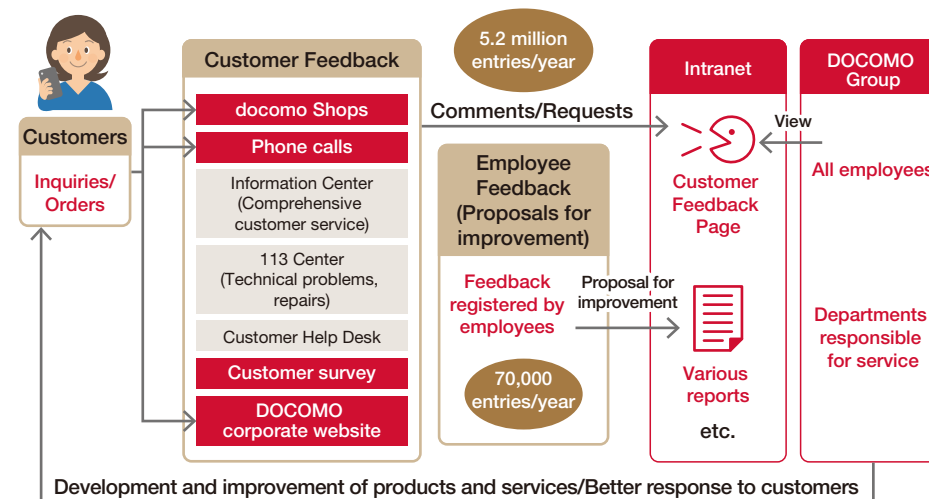 Customers
Inquiries/
Orders
Customer Feedback
docomo Shops
Phone calls
Information Center
(Comprehensive
customer service)
113 Center
(Technical problems,
repairs)
Customer Help Desk
Customer survey
DOCOMO
corporate website
5.2 million
entries/year
Comments/Requests
Employee
Feedback
(Proposals for
improvement)
Feedback
registered by
employees
70,000
entries/year
Proposal for
improvement
Intranet
Customer
Feedback
Page
Various
reports
etc.
View
DOCOMO
Group
All employees
Departments
responsible
for service
Development and improvement of products and services/Better response to customers